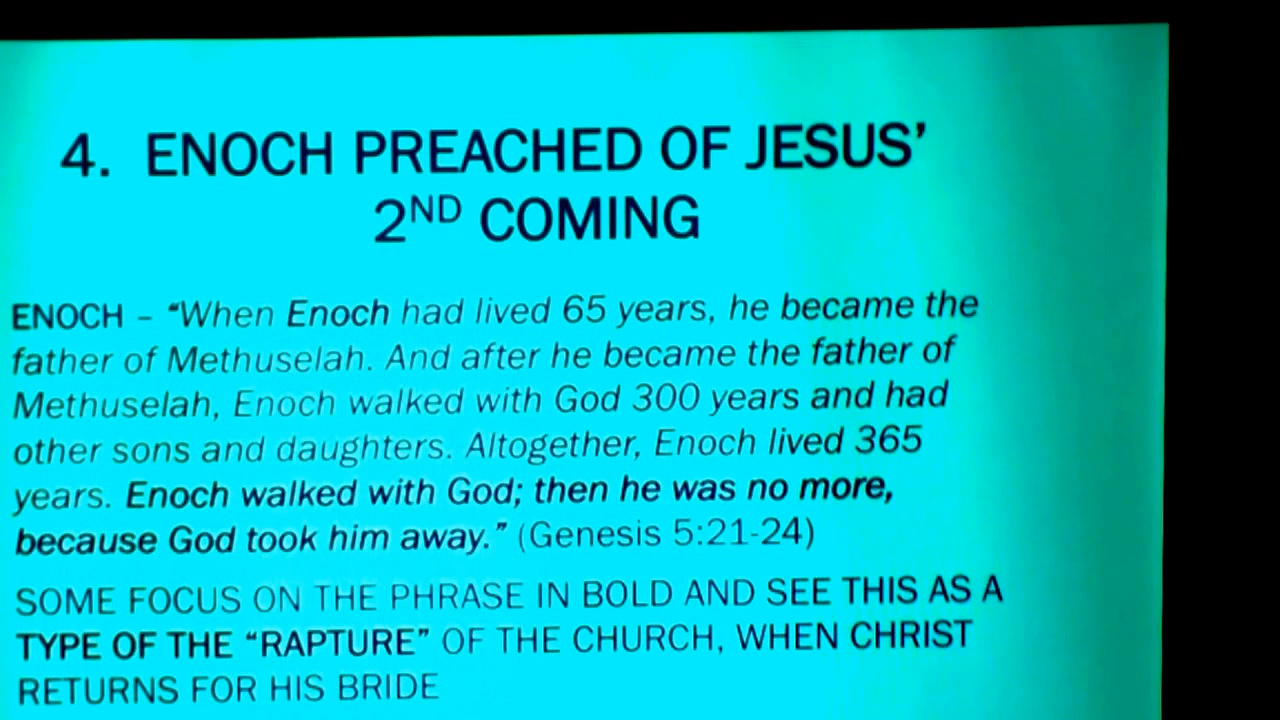 4. ENOCH PREACHED OF JESUS’
2ND COMING
ENOCH – “When Enoch had lived 65 years, he became the
father of Methuselah. And after he became the father of
Methuselah, Enoch walked with God 300 years and had
other sons and daughters. Altogether, Enoch lived 365
years. Enoch walked with God; then he was no more,
because God took him away.” (Genesis 5:21-24)
SOME FOCUS ON THE PHRASE IN BOLD AND SEE THIS AS A
TYPE OF THE “RAPTURE” OF THE CHURCH, WHEN CHRIST
RETURNS FOR HIS BRIDE